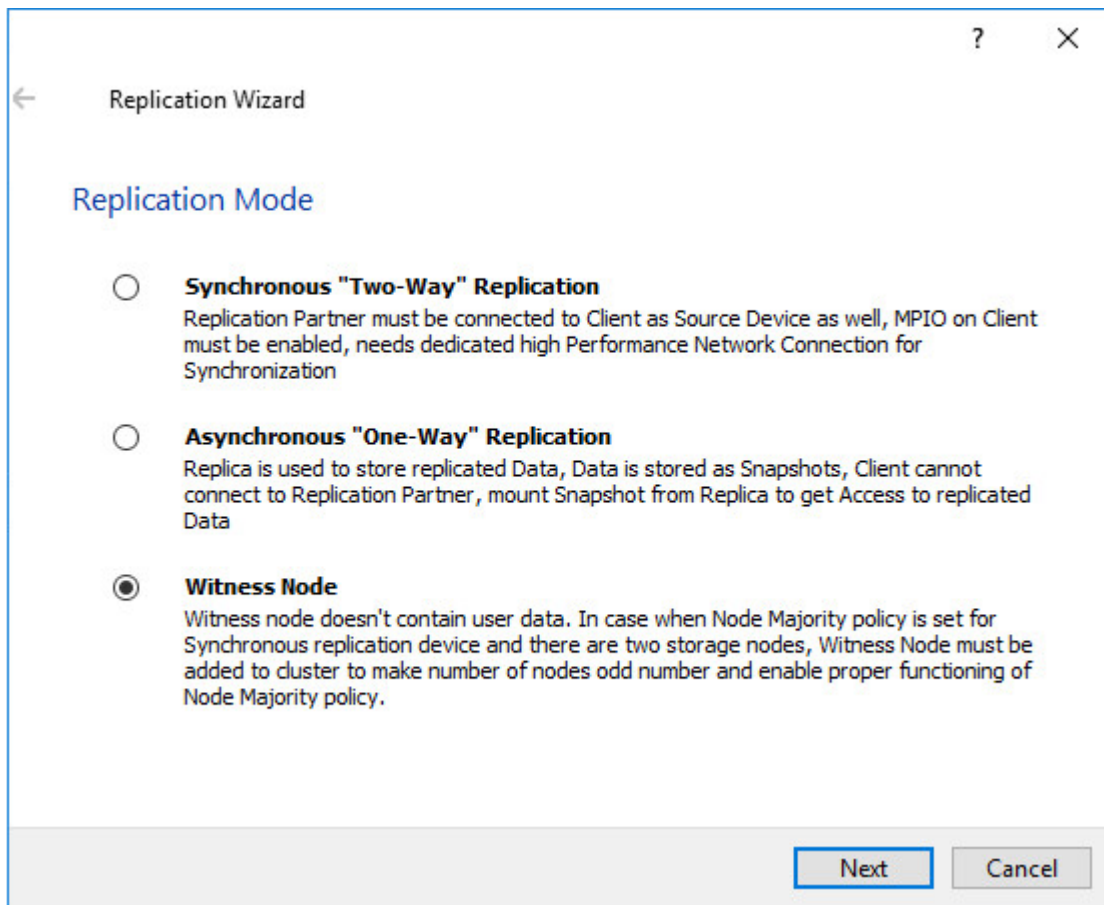 ?
Replication Wizard
Replication Mode
Synchronous "Two-Way" Replication
Replication Partner must be connected to Client as Source Device as well, MPIO on Client
must be enabled, needs dedicated high Performance Network Connection for
Synchronization
Asynchronous "One-Way" Replication
Replica is used to store replicated Data, Data is stored as Snapshots, Client cannot
connect to Replication Partner, mount Snapshot from Replica to get Access to replicated
Data
Witness Node
Witness node doesn't contain user data. In case when Node Majority policy is set for
Synchronous replication device and there are two storage nodes, Witness Node must be
added to cluster to make number of nodes odd number and enable proper functioning of
Node Majority policy.
Next Cancel